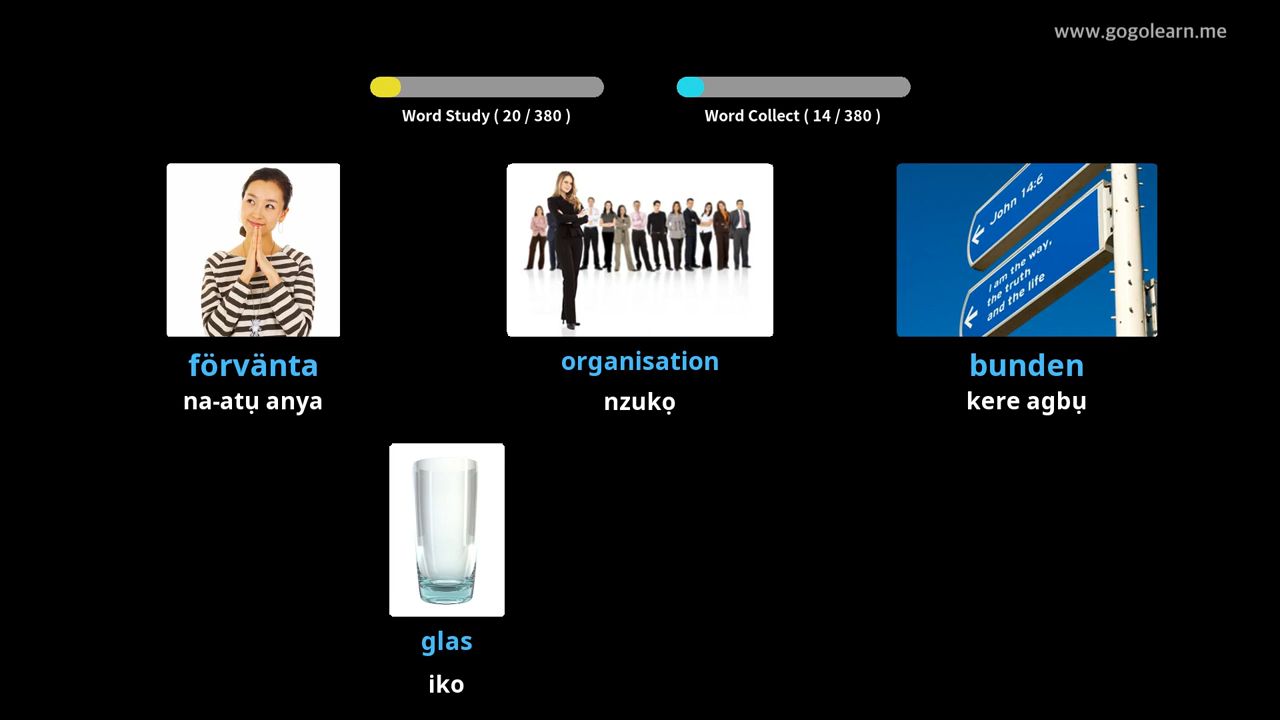 www.gogolearn.me
Word Study ( 20 / 380 )
Word Collect ( 14 / 380 )
John 14:6
I am the way,
the truth
and the life
förvänta
na-atụ anya
organisation
nzukọ
bunden
kere agbụ
glas
iko